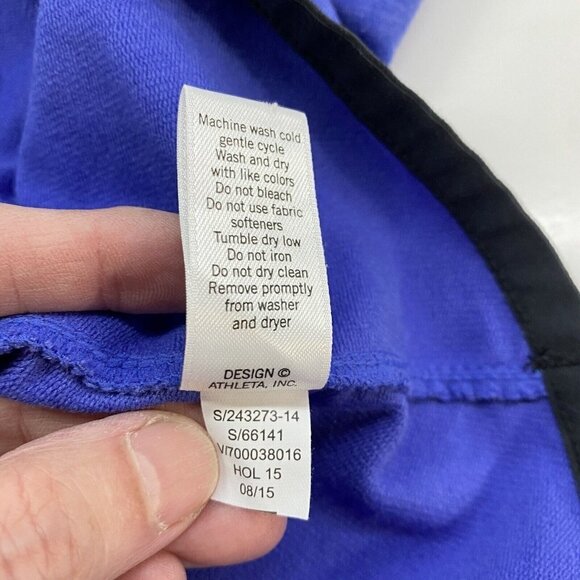 Machine wash cold
gentle cycle
Wash and dry
with like colors
Do not bleach
Do not use fabric
softeners
Tumble dry low
Do not iron
Do not dry clean
Remove promptly
from washer
and dryer
DESIGN ©
ATHLETA, INC.
S/243273-14
S/66141
V/700038016
HOL 15
08/15